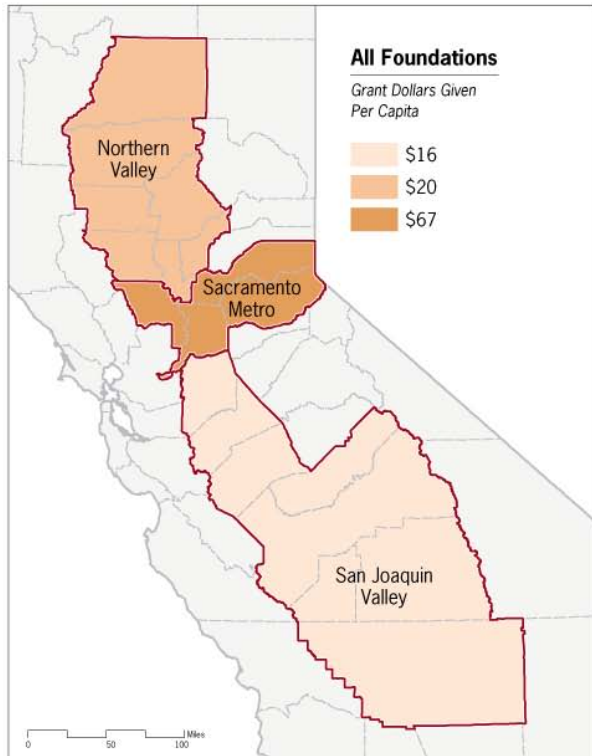 All Foundations
Grant Dollars Given
Per Capita
$16
$20
$67
Northern
Valley
Sacramento
Metro
San Joaquin
Valley
Miles
0 50 100